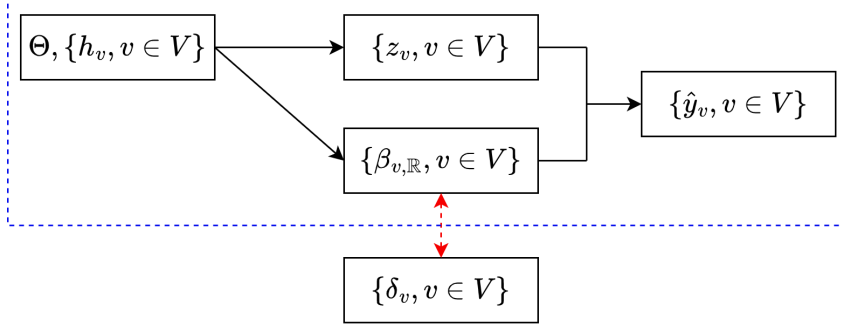 Θ, {h_v, v ∈ V}
{z_v, v ∈ V}
{ŷ_v, v ∈ V}
{β_{v,ℝ}, v ∈ V}
{δ_v, v ∈ V}